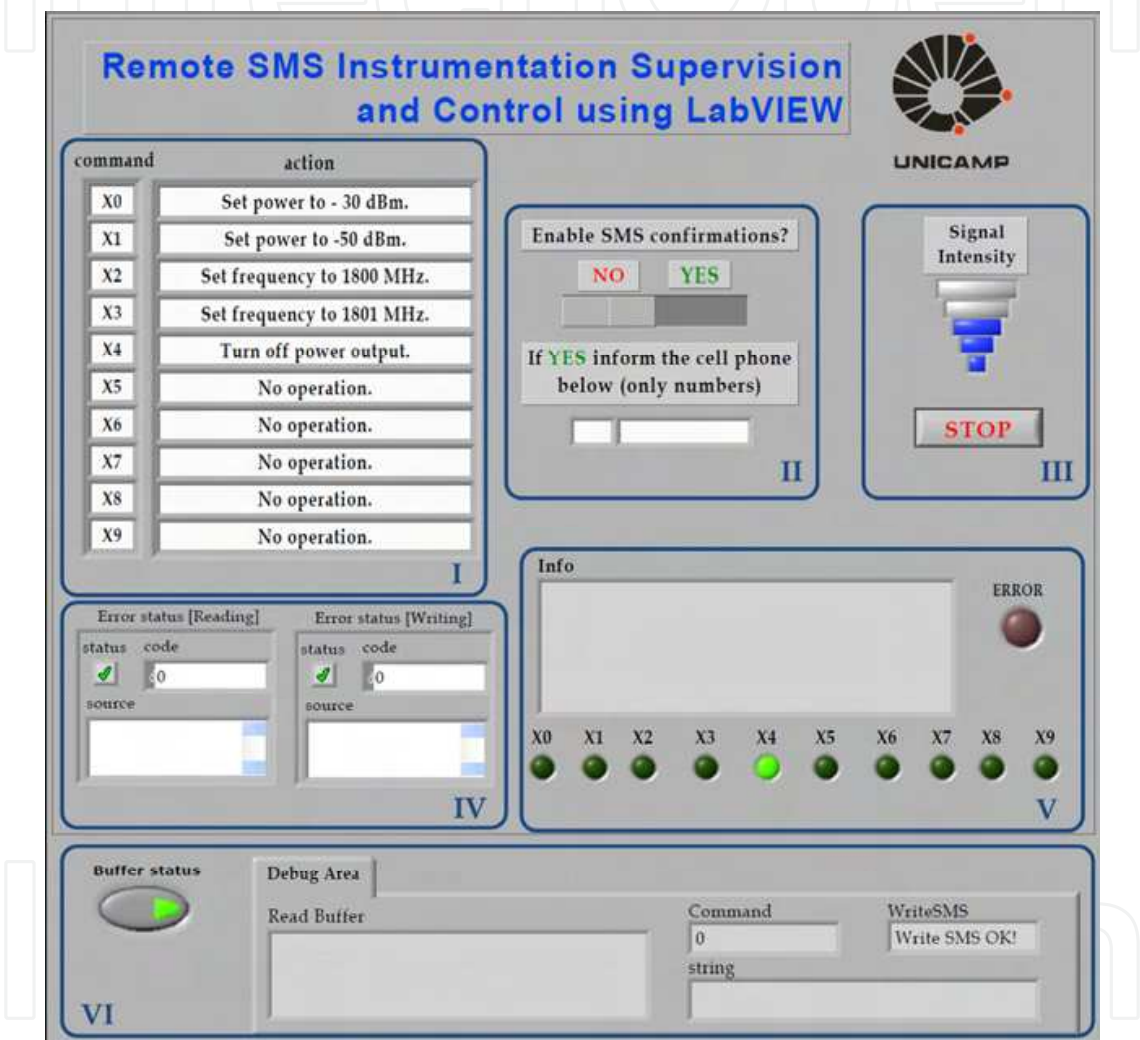 Remote SMS Instrumentation Supervision
and Control using LabVIEW
UNICAMP
command action
X0 Set power to - 30 dBm.
X1 Set power to -50 dBm.
X2 Set frequency to 1800 MHz.
X3 Set frequency to 1801 MHz.
X4 Turn off power output.
X5 No operation.
X6 No operation.
X7 No operation.
X8 No operation.
X9 No operation.
I
Enable SMS confirmations?
NO YES
If YES inform the cell phone
below (only numbers)
II
Signal
Intensity
STOP
III
Error status [Reading] Error status [Writing]
status code status code
0 0
source source
IV
Info
ERROR
X0 X1 X2 X3 X4 X5 X6 X7 X8 X9
V
Buffer status
Debug Area
Read Buffer Command WriteSMS
0 Write SMS OK!
string
VI